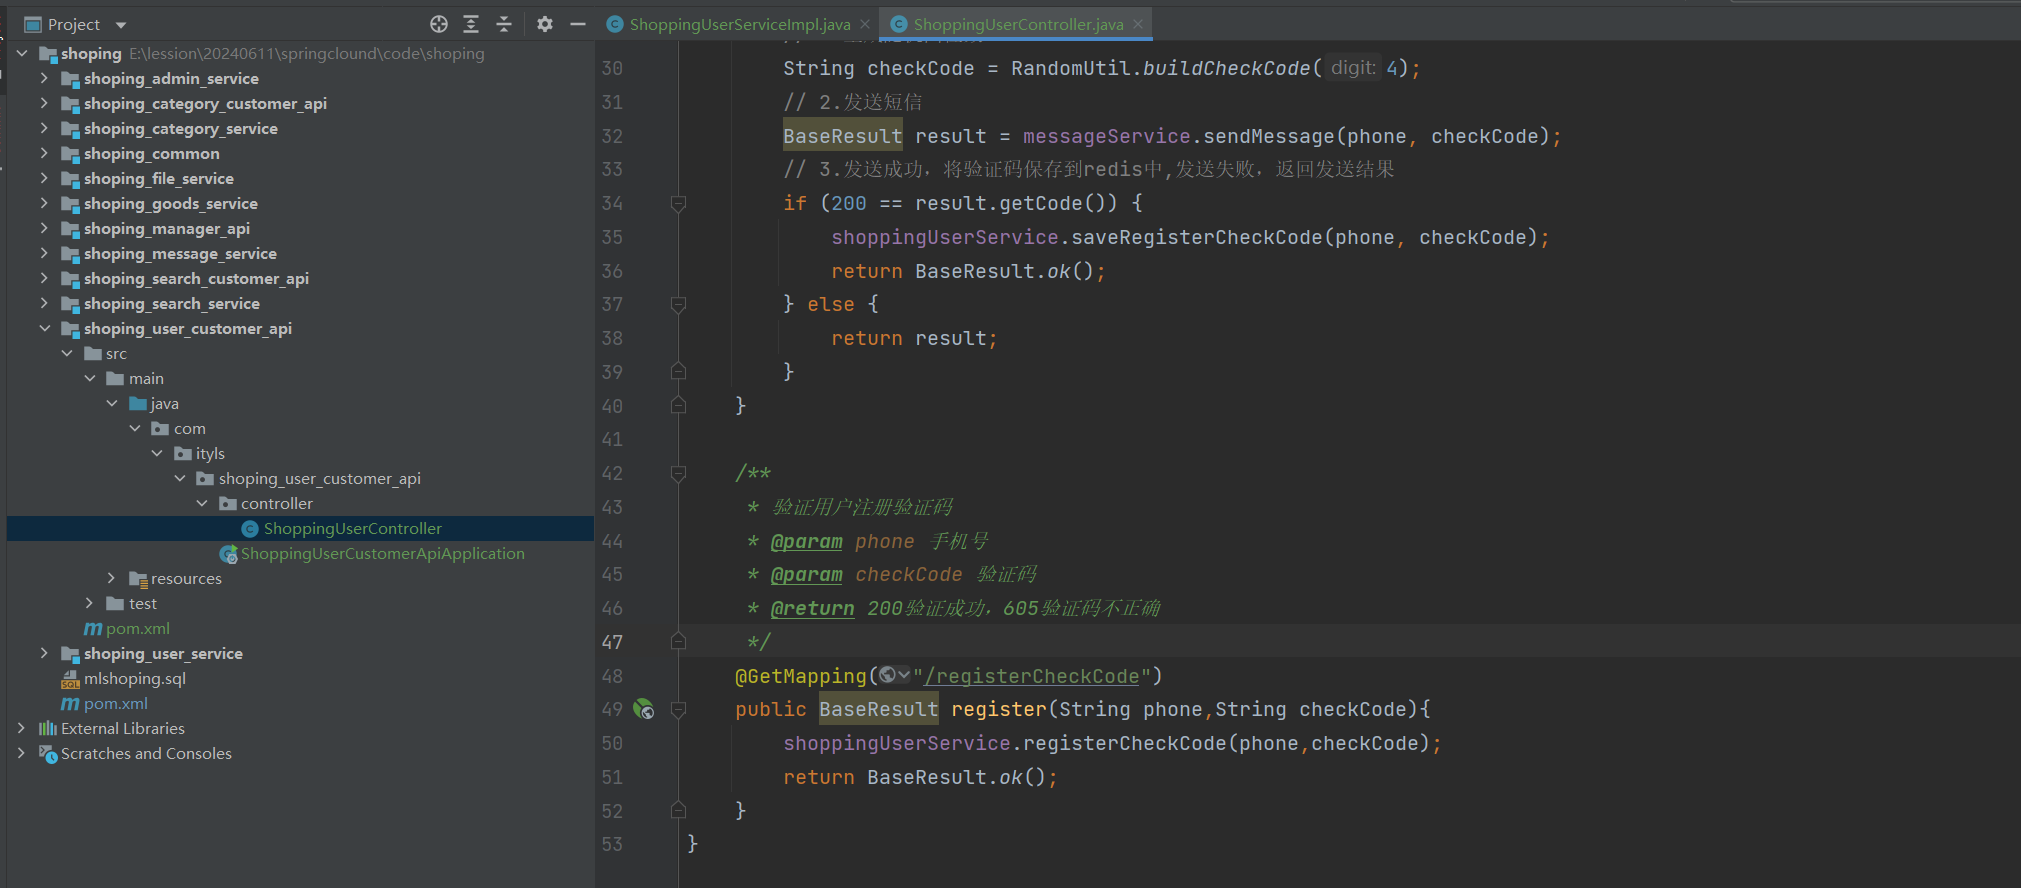 Project
shoping E:\lession\20240611\springclound\code\shoping
shoping_admin_service
shoping_category_customer_api
shoping_category_service
shoping_common
shoping_file_service
shoping_goods_service
shoping_manager_api
shoping_message_service
shoping_search_customer_api
shoping_search_service
shoping_user_customer_api
src
main
java
com
ityls
shoping_user_customer_api
controller
ShoppingUserController
ShoppingUserCustomerApiApplication
resources
test
pom.xml
shoping_user_service
mlshoping.sql
pom.xml
External Libraries
Scratches and Consoles
ShoppingUserServiceImpl.java
ShoppingUserController.java
30 String checkCode = RandomUtil.buildCheckCode( digit: 4);
31 // 2.发送短信
32 BaseResult result = messageService.sendMessage(phone, checkCode);
33 // 3.发送成功，将验证码保存到redis中,发送失败，返回发送结果
34 if (200 == result.getCode()) {
35 shoppingUserService.saveRegisterCheckCode(phone, checkCode);
36 return BaseResult.ok();
37 } else {
38 return result;
39 }
40 }
41
42 /**
43 * 验证用户注册验证码
44 * @param phone 手机号
45 * @param checkCode 验证码
46 * @return 200验证成功，605验证码不正确
47 */
48 @GetMapping("/registerCheckCode")
49 public BaseResult register(String phone,String checkCode){
50 shoppingUserService.registerCheckCode(phone,checkCode);
51 return BaseResult.ok();
52 }
53 }